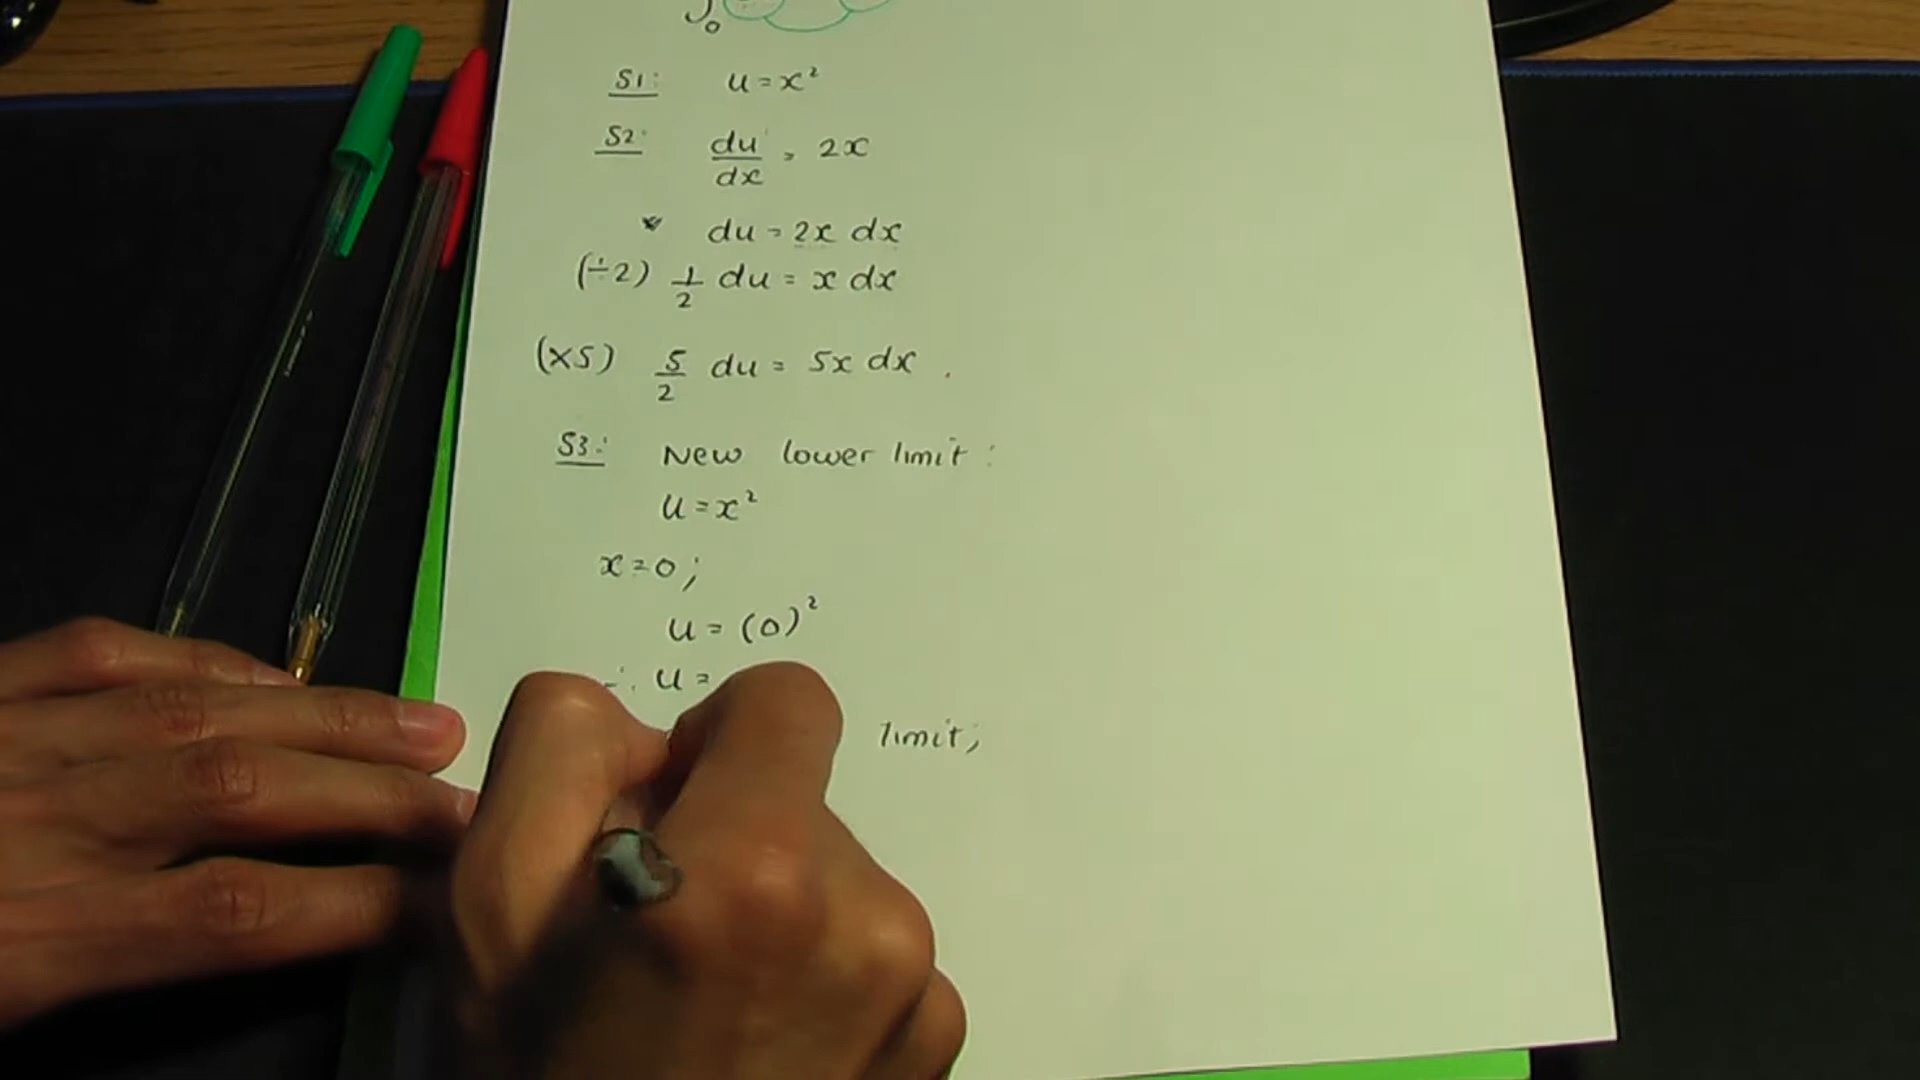 ∫₀
S1: u = x²
S2: du/dx = 2x
du = 2x dx
(÷2) 1/2 du = x dx
(×5) 5/2 du = 5x dx .
S3: New lower limit :
u = x²
x = 0 ;
u = (0)²
∴ u =
limit;